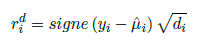 r_i^d = signe (y_i − μ̂_i) √d_i